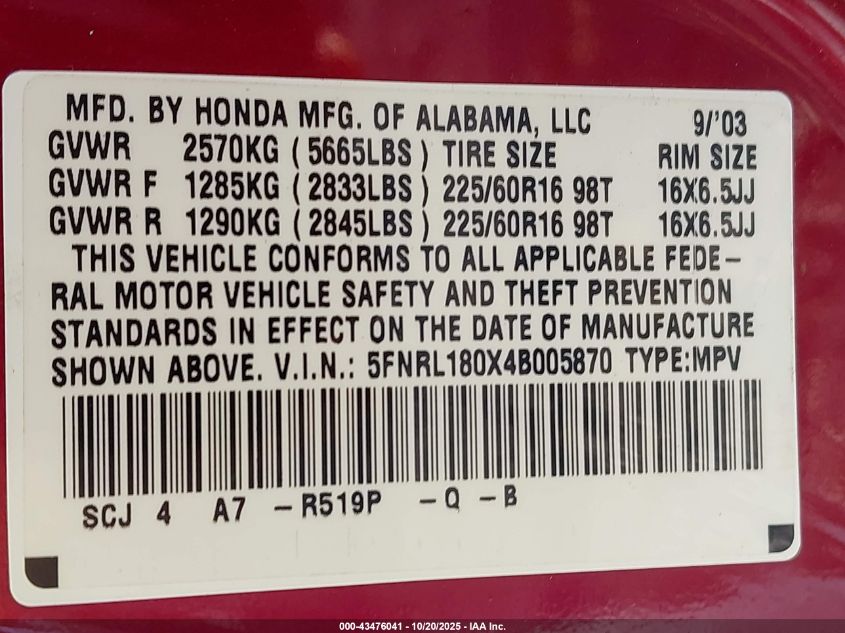 MFD. BY HONDA MFG. OF ALABAMA, LLC 9/'03
GVWR 2570KG ( 5665LBS ) TIRE SIZE RIM SIZE
GVWR F 1285KG ( 2833LBS ) 225/60R16 98T 16X6.5JJ
GVWR R 1290KG ( 2845LBS ) 225/60R16 98T 16X6.5JJ
THIS VEHICLE CONFORMS TO ALL APPLICABLE FEDE-
RAL MOTOR VEHICLE SAFETY AND THEFT PREVENTION
STANDARDS IN EFFECT ON THE DATE OF MANUFACTURE
SHOWN ABOVE. V.I.N.: 5FNRL180X4B005870 TYPE:MPV
SCJ 4 A7 -R519P -Q -B
000-43476041 - 10/20/2025 - IAA Inc.